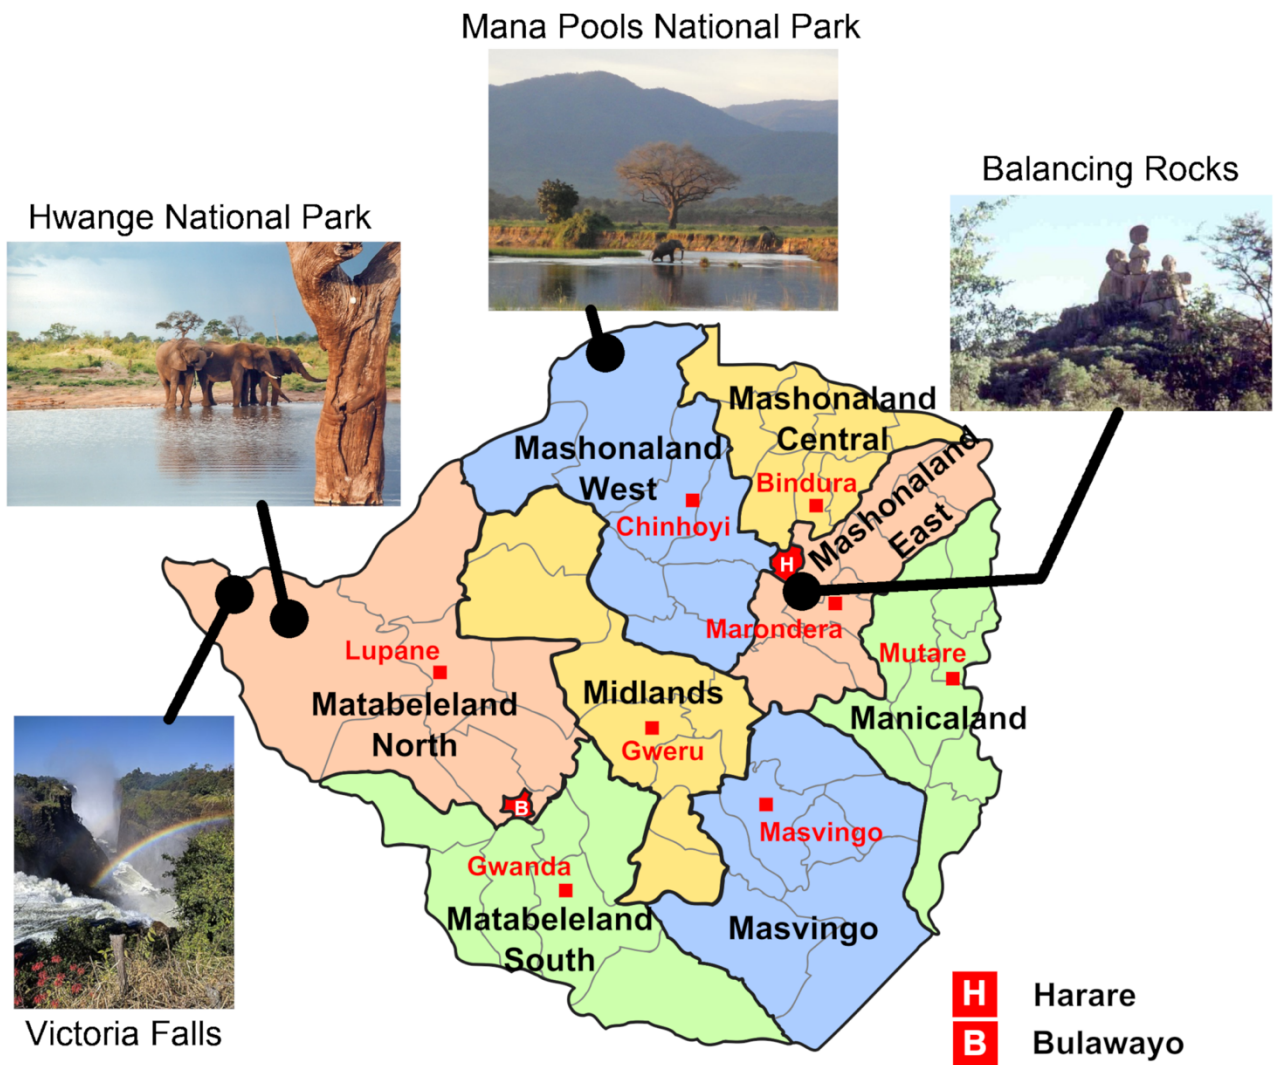 Mana Pools National Park
Balancing Rocks
Hwange National Park
Mashonaland
Central
Mashonaland
West
Bindura
Mashonaland
East
Chinhoyi
H
Marondera
Lupane
Mutare
Matabeleland
North
Midlands
Manicaland
Gweru
B
Masvingo
Gwanda
Matabeleland
South
Masvingo
Victoria Falls
H Harare
B Bulawayo